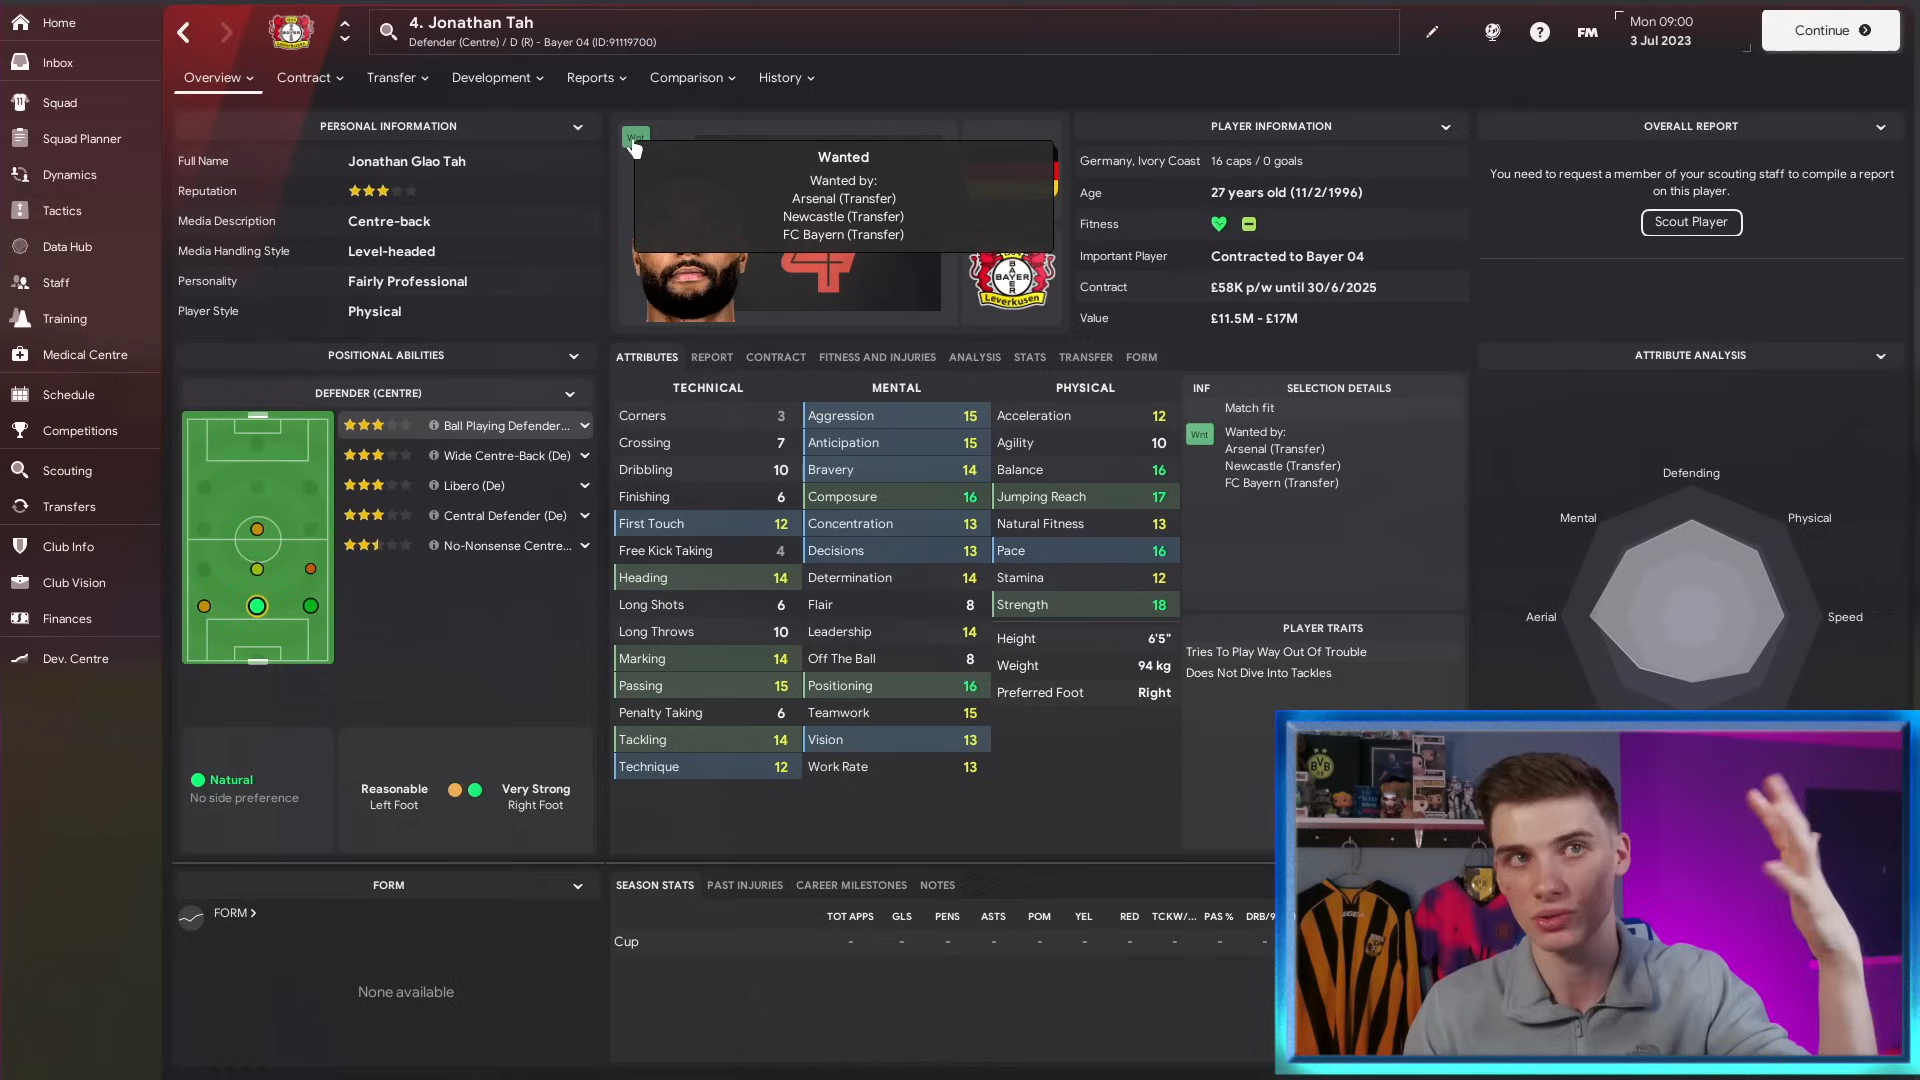 Home
Inbox
Squad
Squad Planner
Dynamics
Tactics
Data Hub
Staff
Training
Medical Centre
Schedule
Competitions
Scouting
Transfers
Club Info
Club Vision
Finances
Dev. Centre
4. Jonathan Tah
Defender (Centre) / D (R) - Bayer 04 (ID:91119700)
FM
Mon 09:00
3 Jul 2023
Continue
Overview
Contract
Transfer
Development
Reports
Comparison
History
PERSONAL INFORMATION
Full Name Jonathan Glao Tah
Reputation
Media Description Centre-back
Media Handling Style Level-headed
Personality Fairly Professional
Player Style Physical
Wnt
Wanted
Wanted by:
Arsenal (Transfer)
Newcastle (Transfer)
FC Bayern (Transfer)
4
BAYER
Leverkusen
PLAYER INFORMATION
Germany, Ivory Coast 16 caps / 0 goals
Age 27 years old (11/2/1996)
Fitness
Important Player Contracted to Bayer 04
Contract £58K p/w until 30/6/2025
Value £11.5M - £17M
OVERALL REPORT
You need to request a member of your scouting staff to compile a report
on this player.
Scout Player
POSITIONAL ABILITIES
DEFENDER (CENTRE)
Ball Playing Defender...
Wide Centre-Back (De)
Libero (De)
Central Defender (De)
No-Nonsense Centre...
Natural
No side preference
Reasonable
Left Foot
Very Strong
Right Foot
ATTRIBUTES
REPORT
CONTRACT
FITNESS AND INJURIES
ANALYSIS
STATS
TRANSFER
FORM
TECHNICAL
Corners 3
Crossing 7
Dribbling 10
Finishing 6
First Touch 12
Free Kick Taking 4
Heading 14
Long Shots 6
Long Throws 10
Marking 14
Passing 15
Penalty Taking 6
Tackling 14
Technique 12
MENTAL
Aggression 15
Anticipation 15
Bravery 14
Composure 16
Concentration 13
Decisions 13
Determination 14
Flair 8
Leadership 14
Off The Ball 8
Positioning 16
Teamwork 15
Vision 13
Work Rate 13
PHYSICAL
Acceleration 12
Agility 10
Balance 16
Jumping Reach 17
Natural Fitness 13
Pace 16
Stamina 12
Strength 18
Height 6'5"
Weight 94 kg
Preferred Foot Right
INF SELECTION DETAILS
Match fit
Wnt
Wanted by:
Arsenal (Transfer)
Newcastle (Transfer)
FC Bayern (Transfer)
PLAYER TRAITS
Tries To Play Way Out Of Trouble
Does Not Dive Into Tackles
ATTRIBUTE ANALYSIS
Defending
Mental
Physical
Aerial
Speed
FORM
FORM
None available
SEASON STATS
PAST INJURIES
CAREER MILESTONES
NOTES
TOT APPS GLS PENS ASTS POM YEL RED TCKW/... PAS % DRB/9
Cup - - - - - - - - - -
BVB